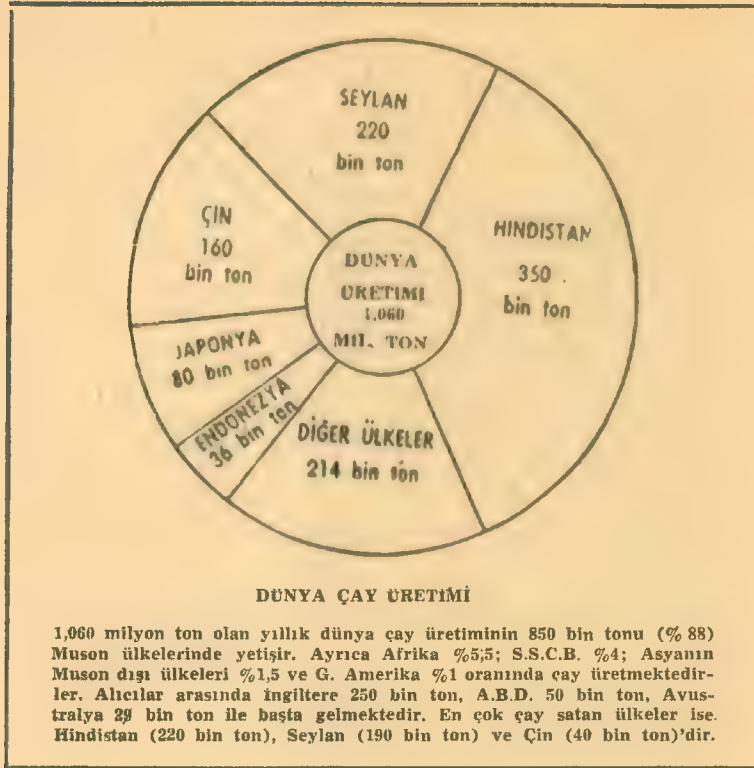 SEYLAN
220
bin ton
HINDISTAN
350
bin ton
ÇIN
160
bin ton
DÜNYA
ÜRETIMI
1,060
MIL. TON
JAPONYA
80 bin ton
ENDONEZYA
36 bin ton
DİĞER ÜLKELER
214 bin ton
DÜNYA ÇAY ÜRETİMİ
1,060 milyon ton olan yıllık dünya çay üretiminin 850 bin tonu (% 88)
Muson ülkelerinde yetişir. Ayrıca Afrika %5;5; S.S.C.B. %4; Asyanın
Muson dışı ülkeleri %1,5 ve G. Amerika %1 oranında çay üretmektedir-
ler. Alıcılar arasında İngiltere 250 bin ton, A.B.D. 50 bin ton, Avus-
tralya 29 bin ton ile başta gelmektedir. En çok çay satan ülkeler ise.
Hindistan (220 bin ton), Seylan (190 bin ton) ve Çin (40 bin ton)'dir.